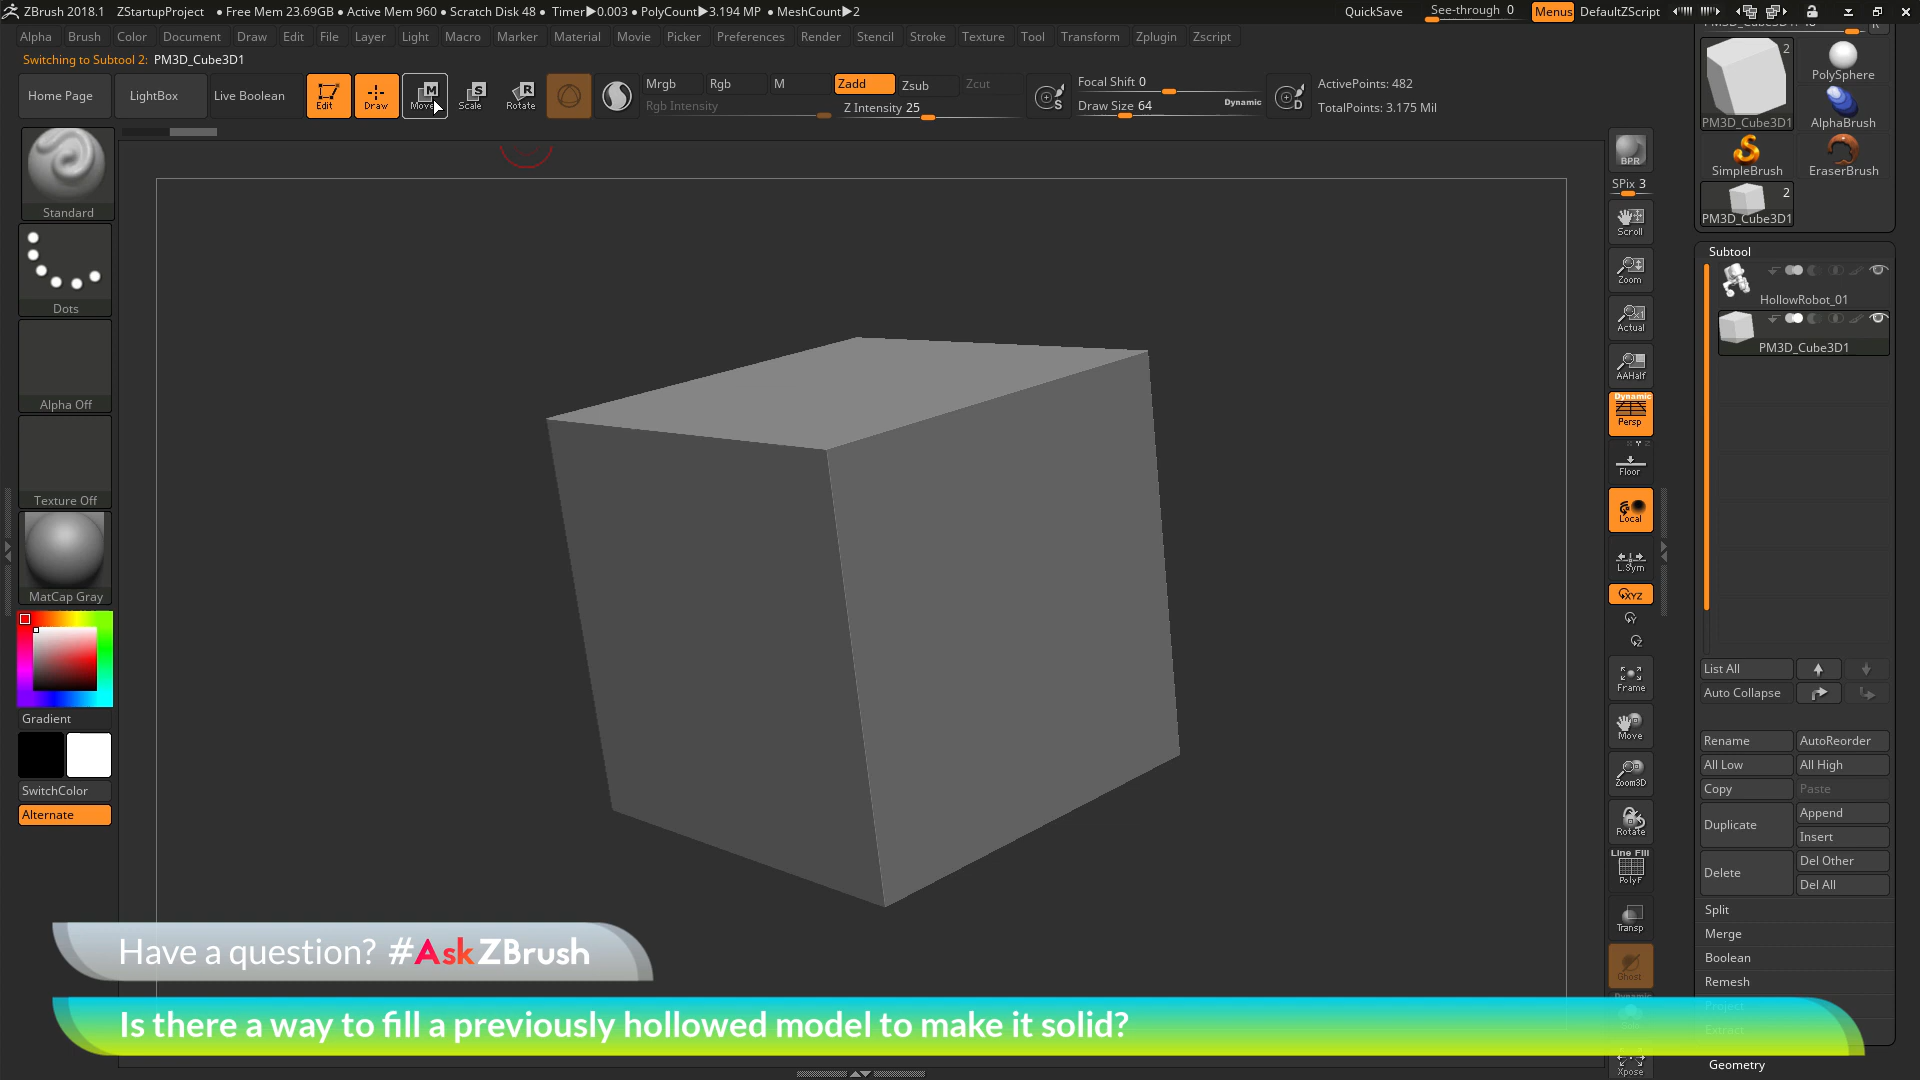 ZBrush 2018.1 ZStartupProject • Free Mem 23.69GB • Active Mem 960 • Scratch Disk 48 • Timer▶0.003 • PolyCount▶3.194 MP • MeshCount▶2 QuickSave See-through 0 Menus DefaultZScript
Alpha Brush Color Document Draw Edit File Layer Light Macro Marker Material Movie Picker Preferences Render Stencil Stroke Texture Tool Transform Zplugin Zscript
Switching to Subtool 2: PM3D_Cube3D1
Home Page LightBox Live Boolean Edit Draw Move Scale Rotate
Mrgb Rgb M Zadd Zsub Zcut
Rgb Intensity Z Intensity 25
Focal Shift 0
Draw Size 64 Dynamic
S
D
ActivePoints: 482
TotalPoints: 3.175 Mil
Standard
Dots
Alpha Off
Texture Off
MatCap Gray
Gradient
SwitchColor
Alternate
BPR
SPix 3
Scroll
Zoom
Actual
AAHalf
Dynamic
Persp
Floor
Local
L.Sym
XYZ
Y
Z
Frame
Move
Zoom3D
Rotate
Line Fill
PolyF
Transp
Ghost
Dynamic
Xpose
2
PM3D_Cube3D1
PolySphere
AlphaBrush
SimpleBrush
EraserBrush
2
PM3D_Cube3D1
Subtool
HollowRobot_01
PM3D_Cube3D1
List All
Auto Collapse
Rename AutoReorder
All Low All High
Copy Paste
Duplicate Append
Insert
Delete Del Other
Del All
Split
Merge
Boolean
Remesh
Project
Extract
Geometry
Have a question? #AskZBrush
Is there a way to fill a previously hollowed model to make it solid?